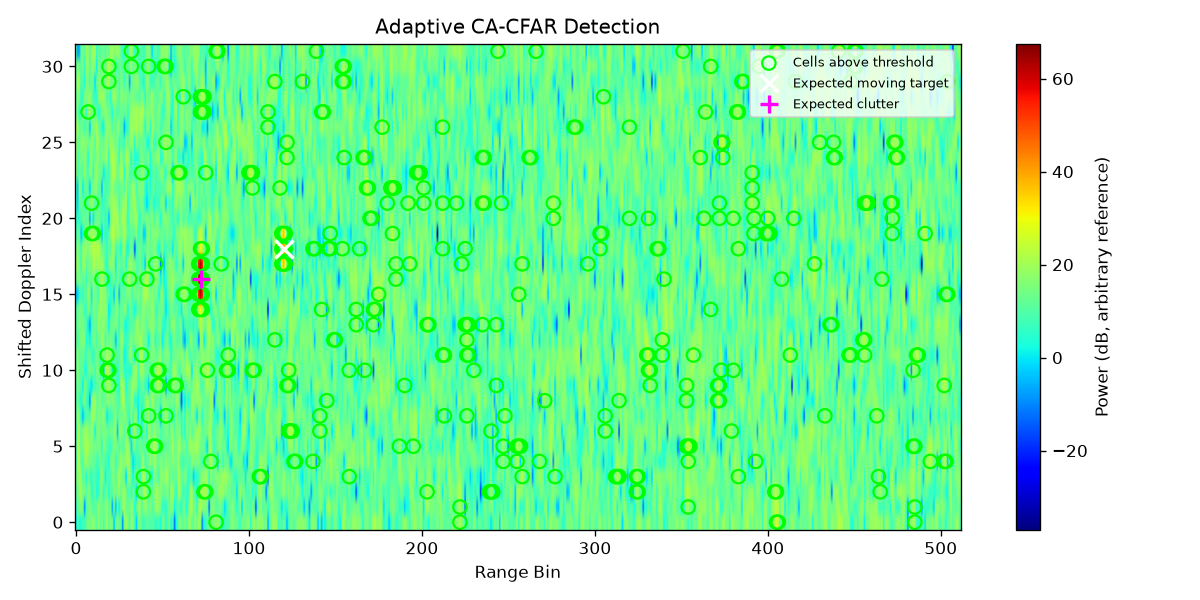 Adaptive CA-CFAR Detection
Cells above threshold
Expected moving target
Expected clutter
Shifted Doppler Index
30
25
20
15
10
5
0
0 100 200 300 400 500
Range Bin
60
40
20
0
−20
Power (dB, arbitrary reference)